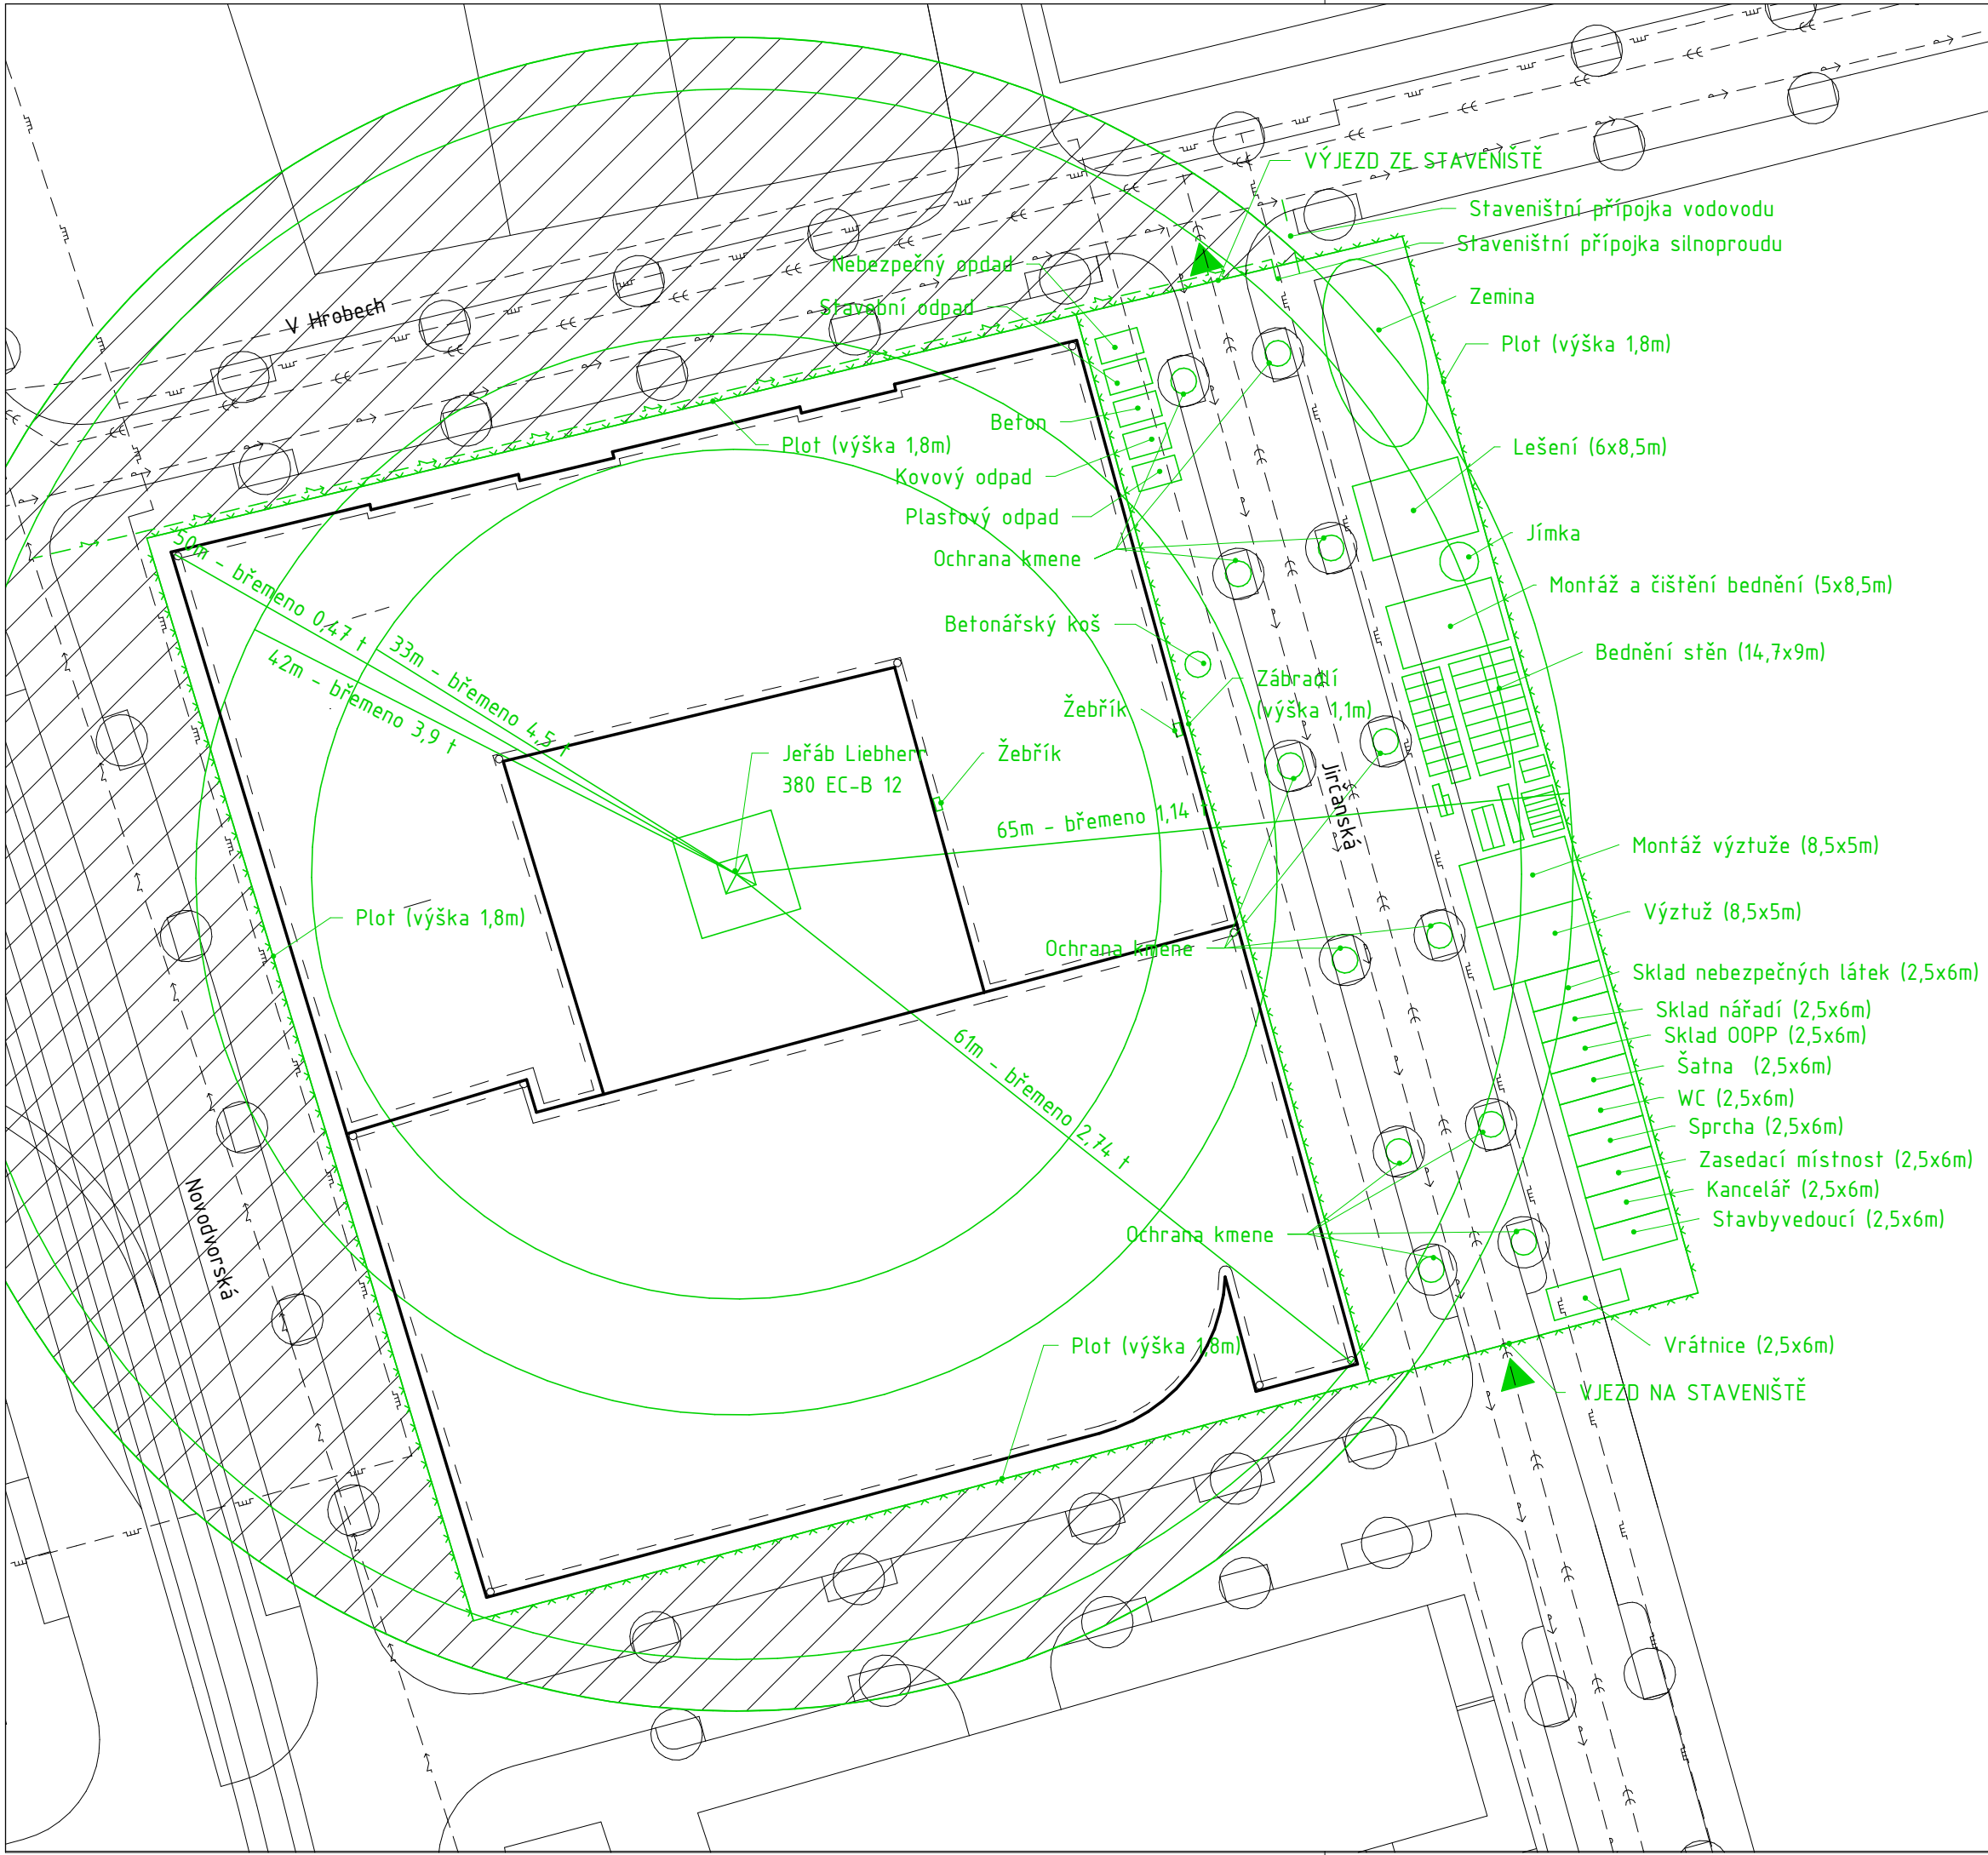 VÝJEZD ZE STAVENIŠTĚ
Staveništní přípojka vodovodu
Staveništní přípojka silnoproudu
Nebezpečný opdad
Stavební odpad
Zemina
V Hrobech
Plot (výška 1,8m)
Beton
Plot (výška 1,8m)
Lešení (6x8,5m)
Kovový odpad
Plastový odpad
Jímka
Ochrana kmene
50m - břemeno 0,47 t
Montáž a čištění bednění (5x8,5m)
33m - břemeno 4,5 t
Betonářský koš
42m - břemeno 3,9 t
Bednění stěn (14,7x9m)
Zábradlí
(výška 1,1m)
Žebřík
Jeřáb Liebherr
380 EC-B 12
Žebřík
Jirčanská
65m - břemeno 1,14 t
Montáž výztuže (8,5x5m)
Plot (výška 1,8m)
Výztuž (8,5x5m)
Ochrana kmene
Sklad nebezpečných látek (2,5x6m)
Sklad nářadí (2,5x6m)
Sklad OOPP (2,5x6m)
61m - břemeno 2,74 t
Šatna (2,5x6m)
WC (2,5x6m)
Sprcha (2,5x6m)
Zasedací místnost (2,5x6m)
Kancelář (2,5x6m)
Stavbyvedoucí (2,5x6m)
Novodvorská
Ochrana kmene
Plot (výška 1,8m)
Vrátnice (2,5x6m)
VJEZD NA STAVENIŠTĚ